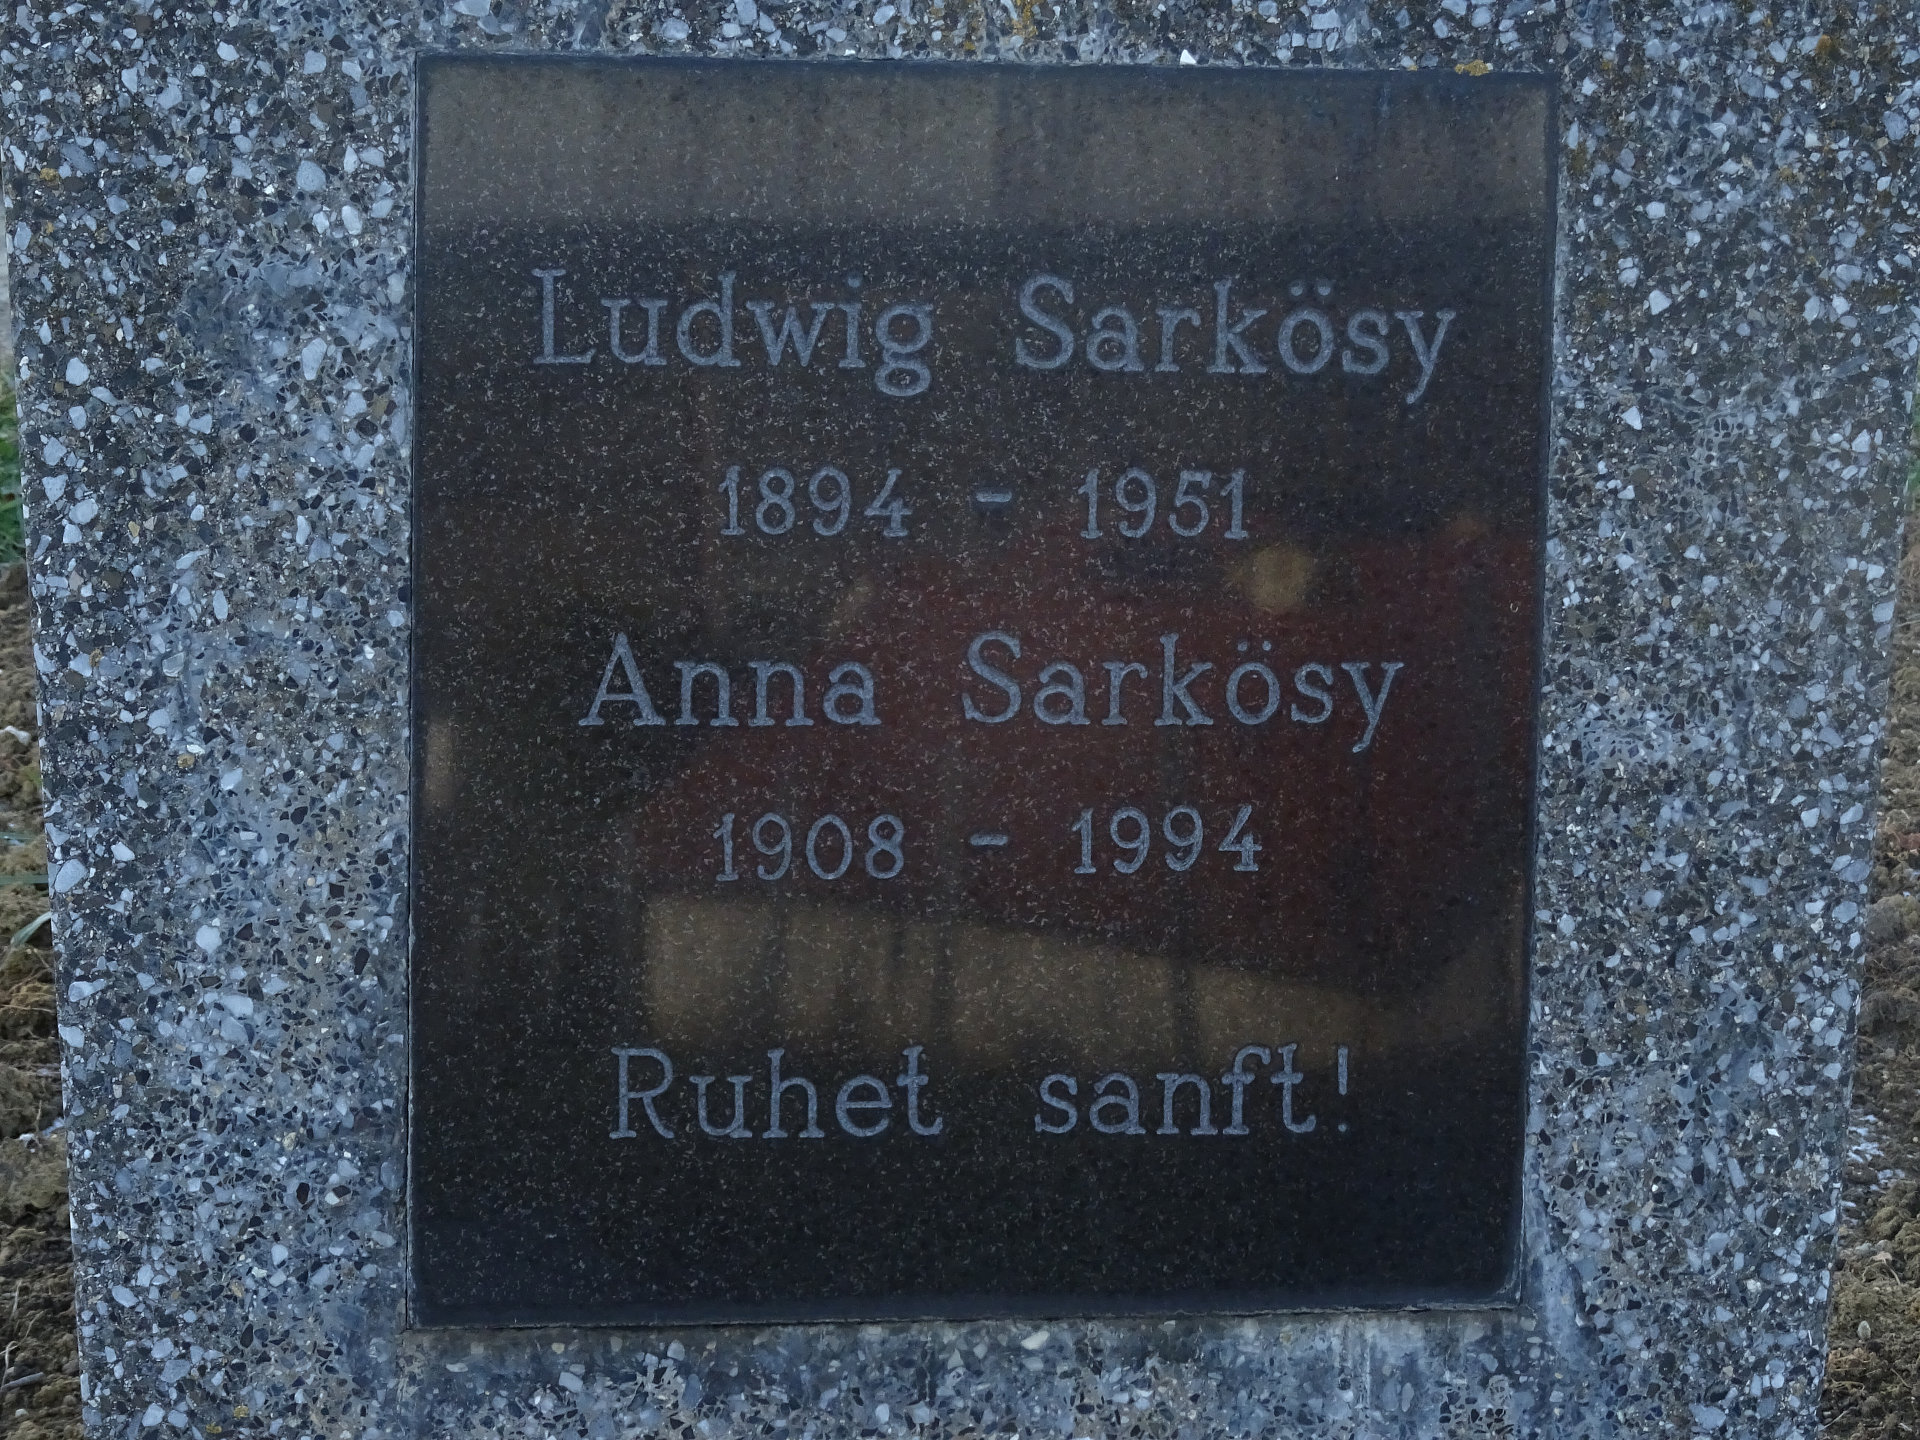 Ludwig Sarkösy
1894 - 1951
Anna Sarkösy
1908 - 1994
Ruhet sanft!